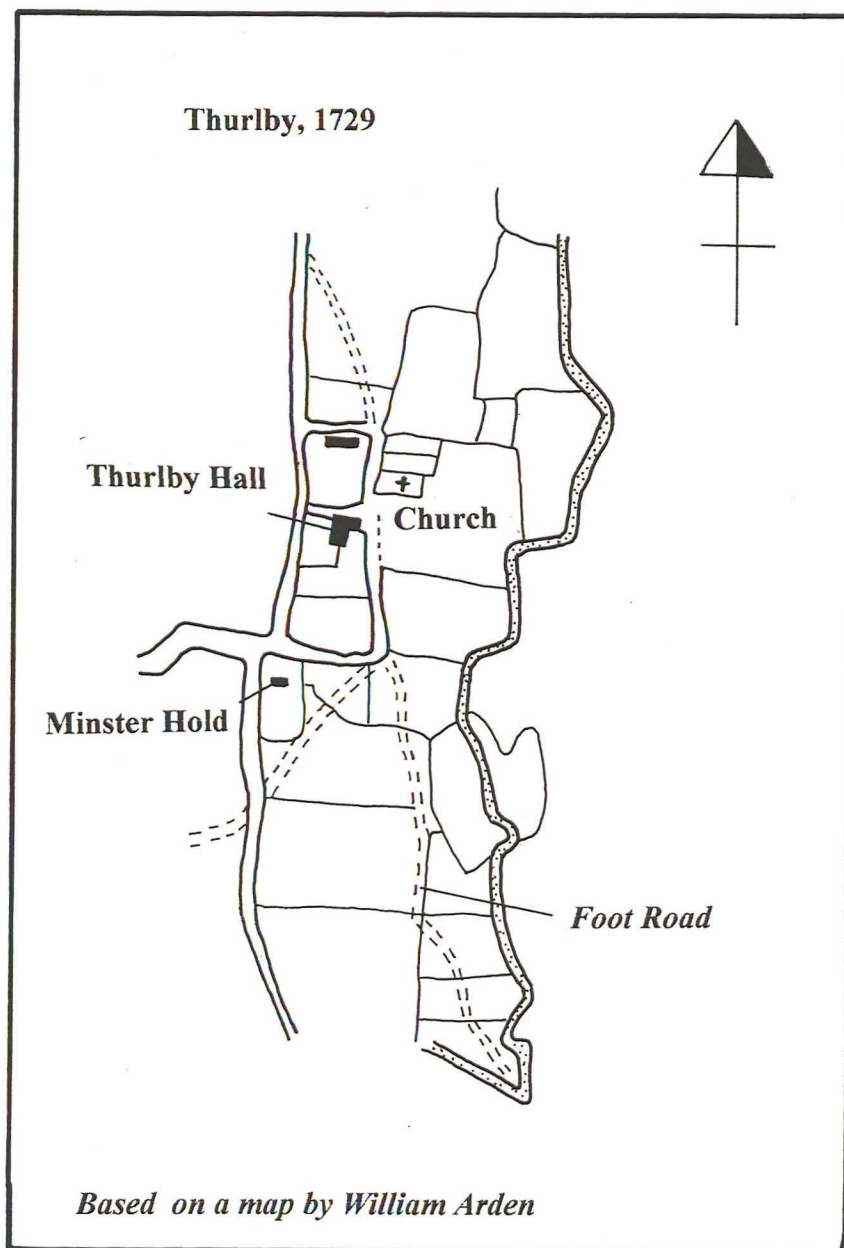 Thurlby, 1729
Thurlby Hall
Church
Minster Hold
Foot Road
Based on a map by William Arden